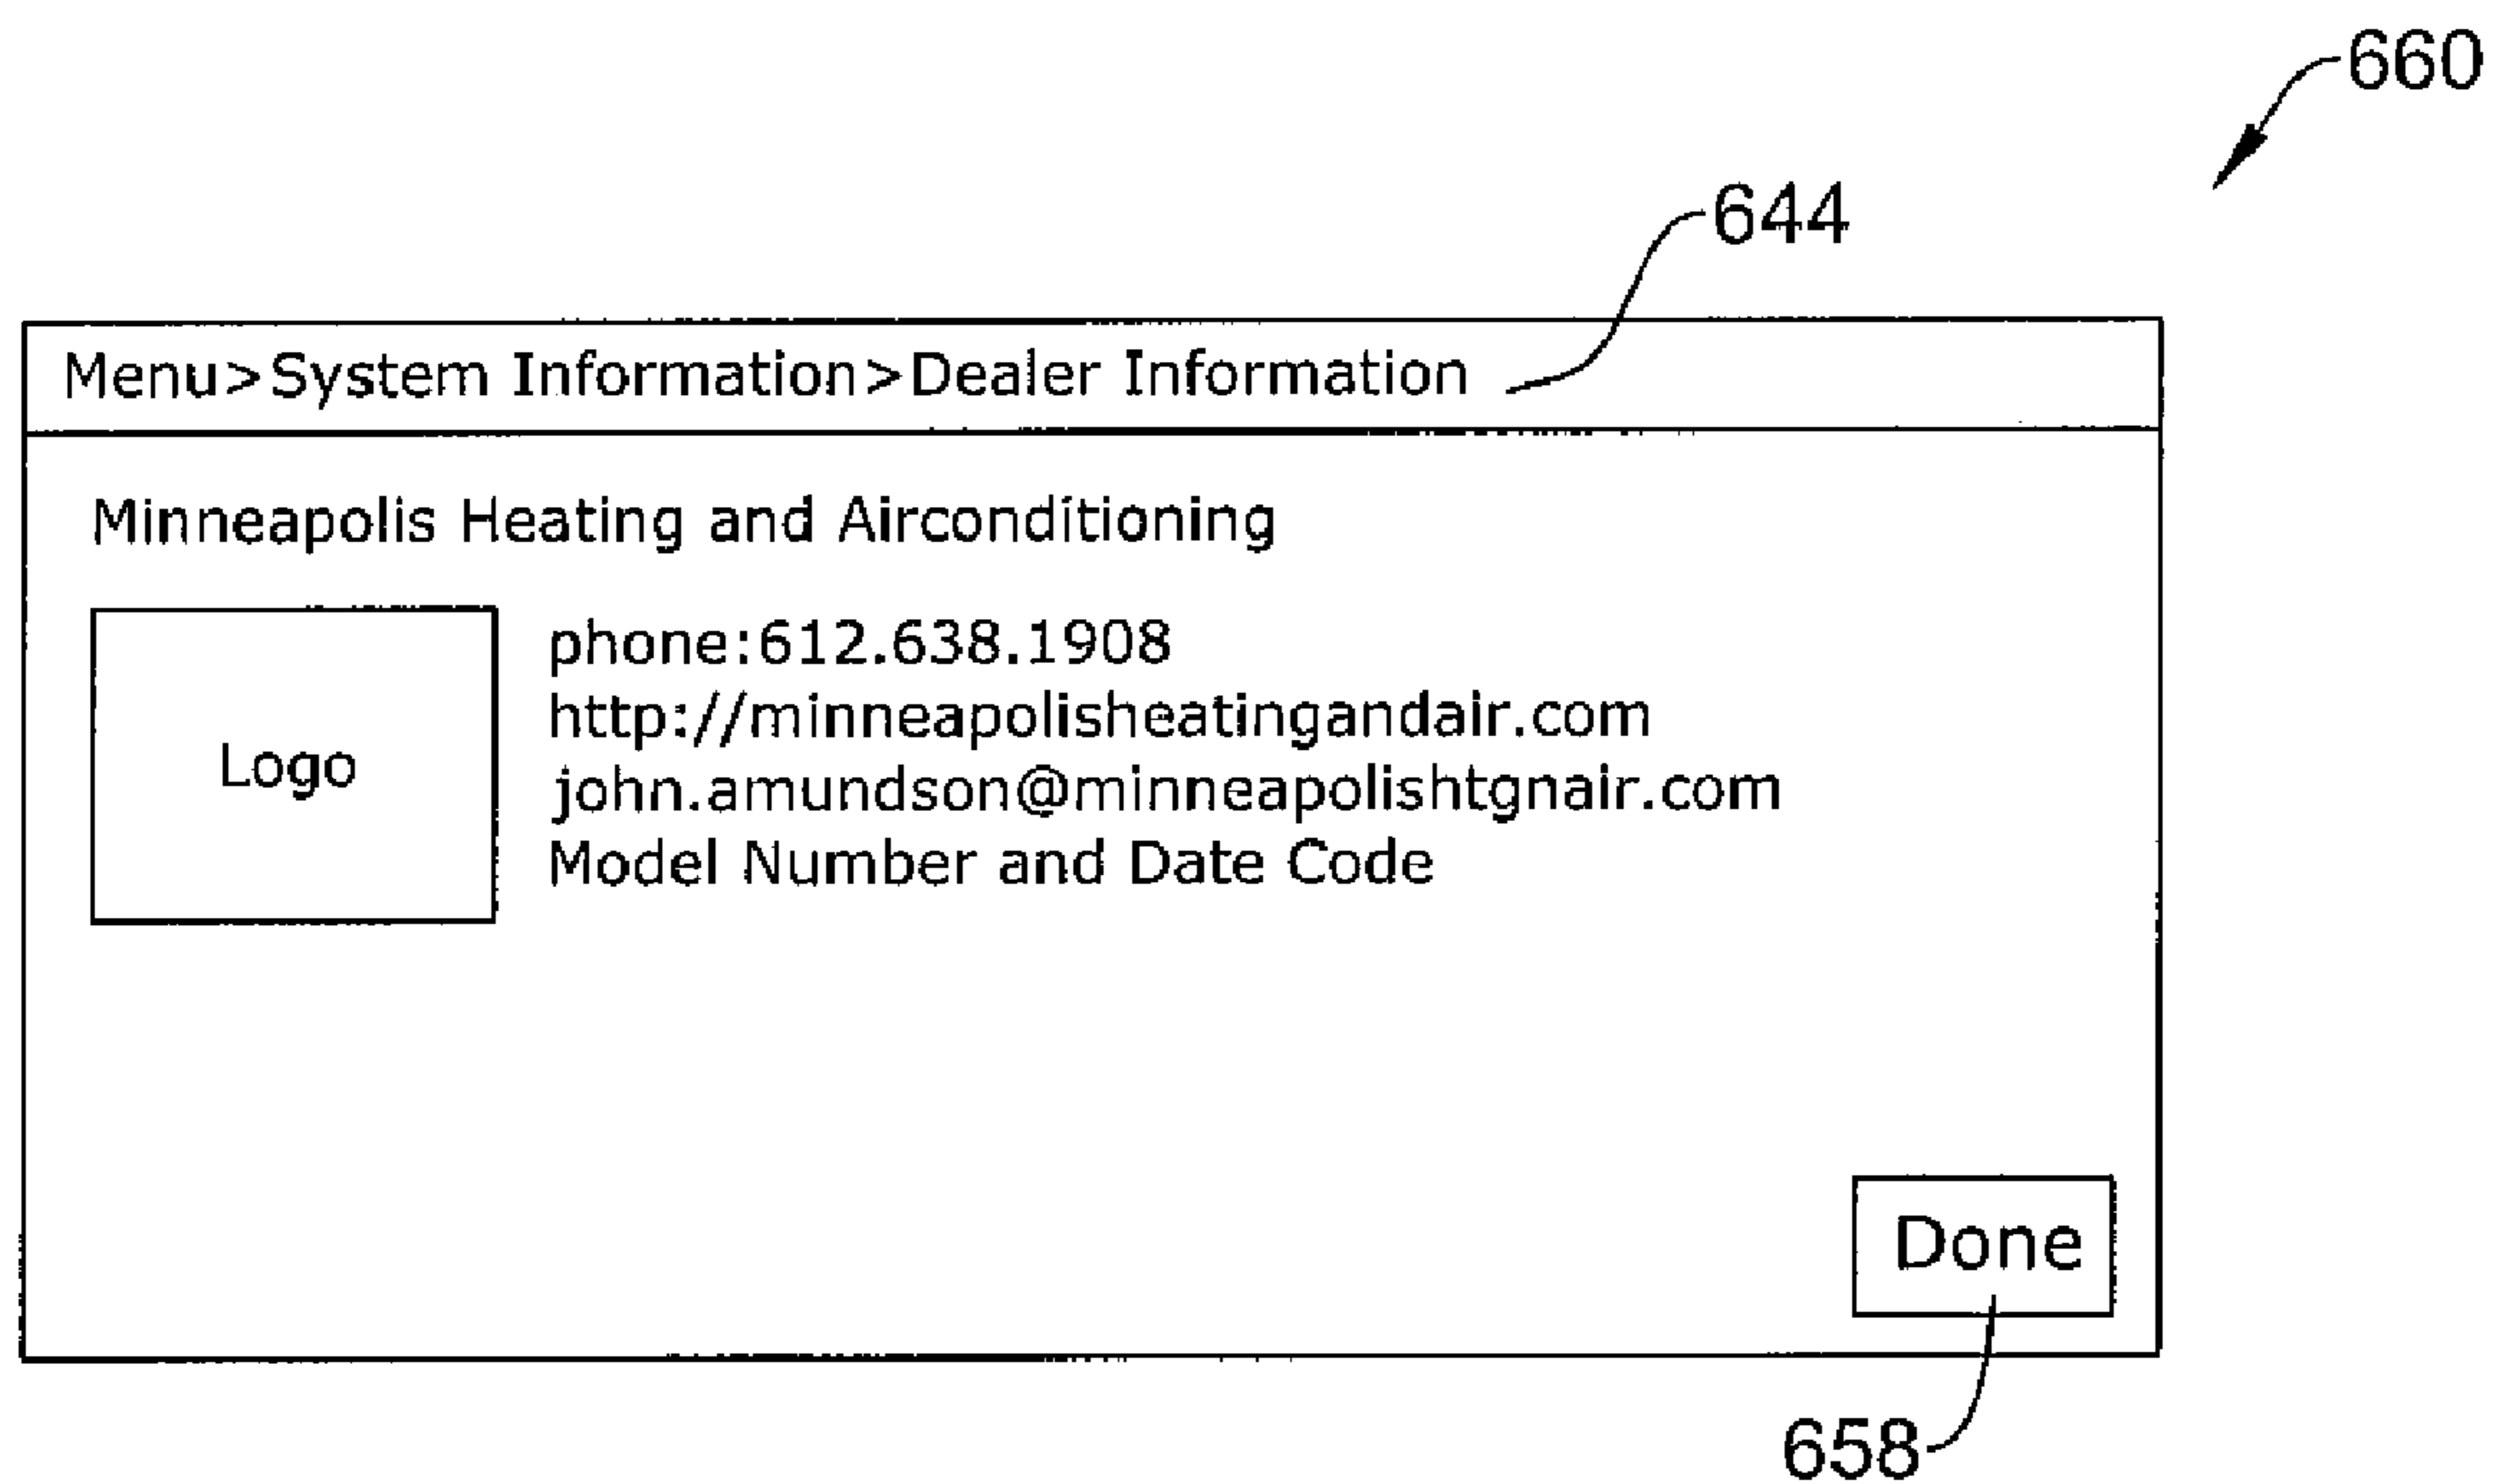 660
644
Menu>System Information>Dealer Information
Minneapolis Heating and Airconditioning
Logo
phone:612.638.1908
http://minneapolisheatingandair.com
john.amundson@minneapolishtgnair.com
Model Number and Date Code
Done
658